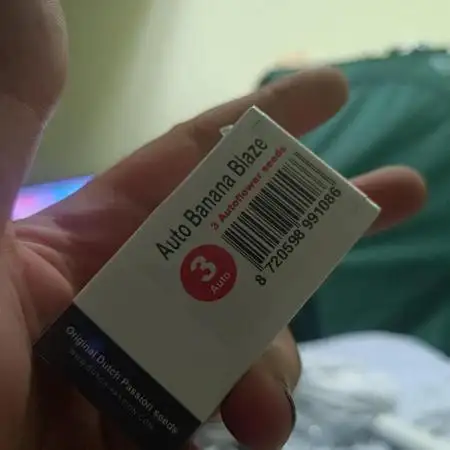 Auto Banana Blaze
3 Autoflower seeds
8 720598 991086
3
Auto
Original Dutch Passion seeds